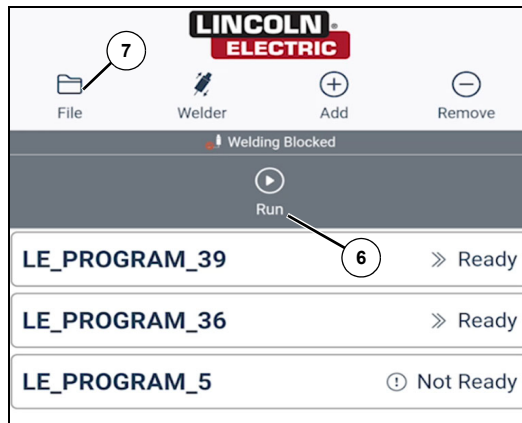 LINCOLN
ELECTRIC
7
File Welder Add Remove
Welding Blocked
Run
6
LE_PROGRAM_39 Ready
LE_PROGRAM_36 Ready
LE_PROGRAM_5 Not Ready